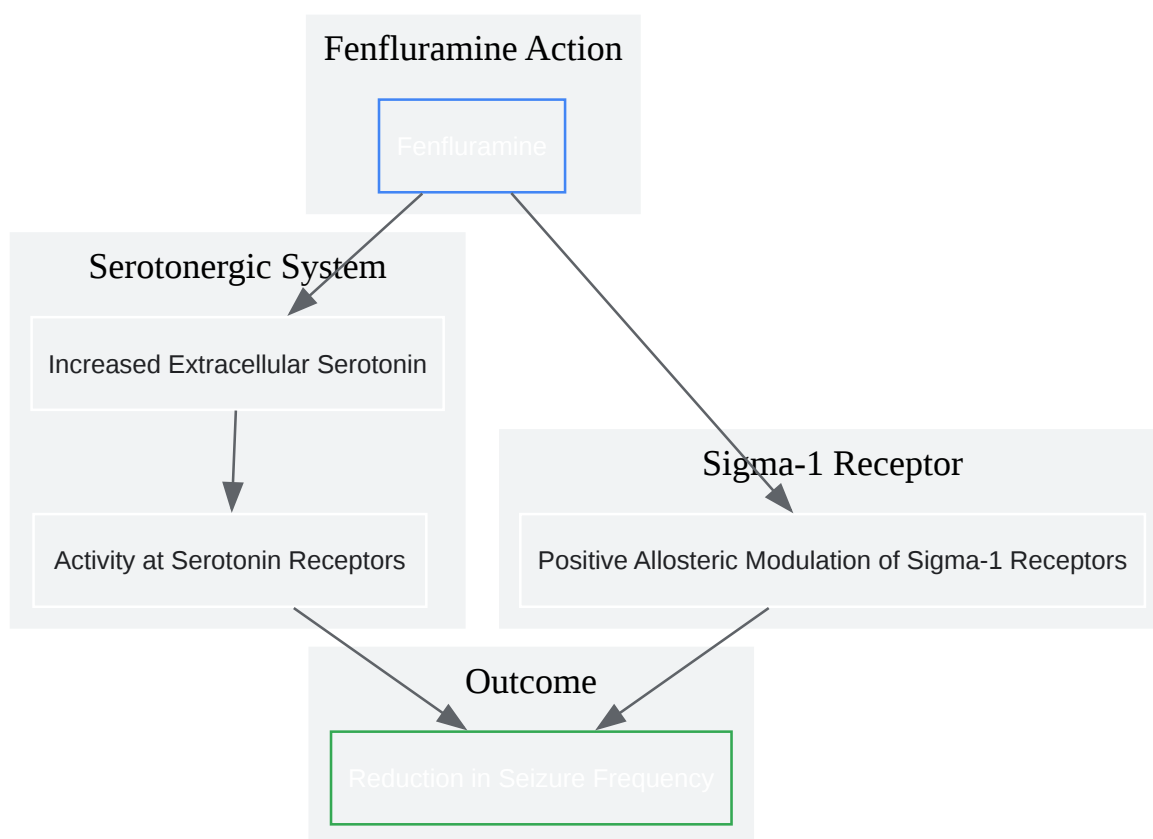 Fenfluramine Action
Fenfluramine
Serotonergic System
Increased Extracellular Serotonin
Sigma-1 Receptor
Activity at Serotonin Receptors
Positive Allosteric Modulation of Sigma-1 Receptors
Outcome
Reduction in Seizure Frequency